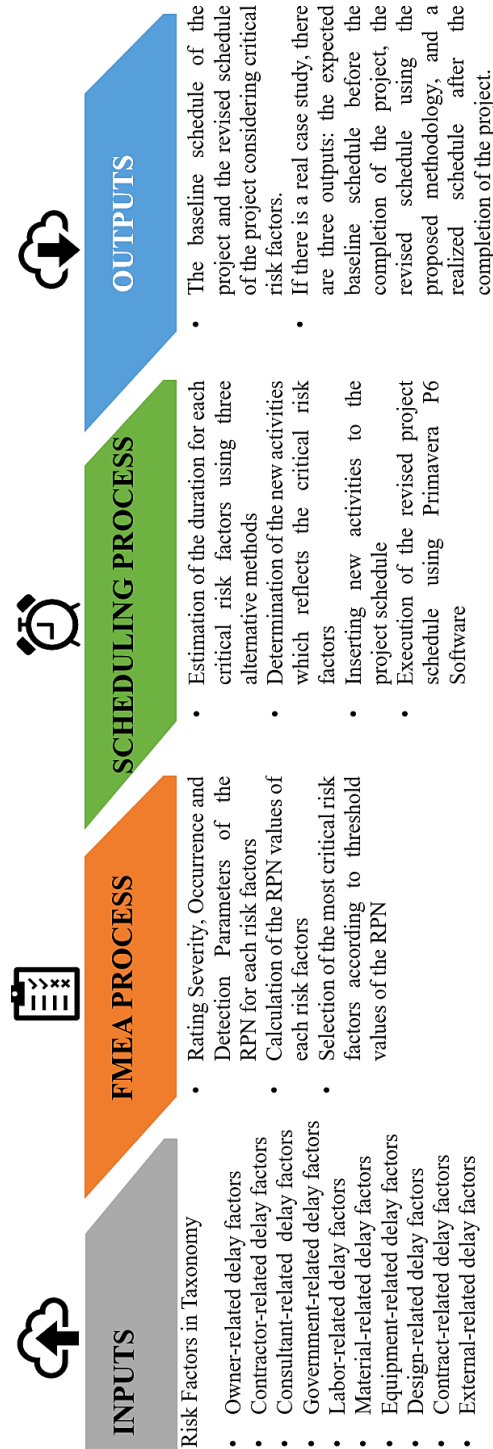 INPUTS
Risk Factors in Taxonomy
• Owner-related delay factors
• Contractor-related delay factors
• Consultant-related delay factors
• Government-related delay factors
• Labor-related delay factors
• Material-related delay factors
• Equipment-related delay factors
• Design-related delay factors
• Contract-related delay factors
• External-related delay factors
FMEA PROCESS
• Rating Severity, Occurrence and
Detection Parameters of the
RPN for each risk factors
• Calculation of the RPN values of
each risk factors
• Selection of the most critical risk
factors according to threshold
values of the RPN
SCHEDULING PROCESS
• Estimation of the duration for each
critical risk factors using three
alternative methods
• Determination of the new activities
which reflects the critical risk
factors
• Inserting new activities to the
project schedule
• Execution of the revised project
schedule using Primavera P6
Software
OUTPUTS
• The baseline schedule of the
project and the revised schedule
of the project considering critical
risk factors.
• If there is a real case study, there
are three outputs: the expected
baseline schedule before the
completion of the project, the
revised schedule using the
proposed methodology, and a
realized schedule after the
completion of the project.